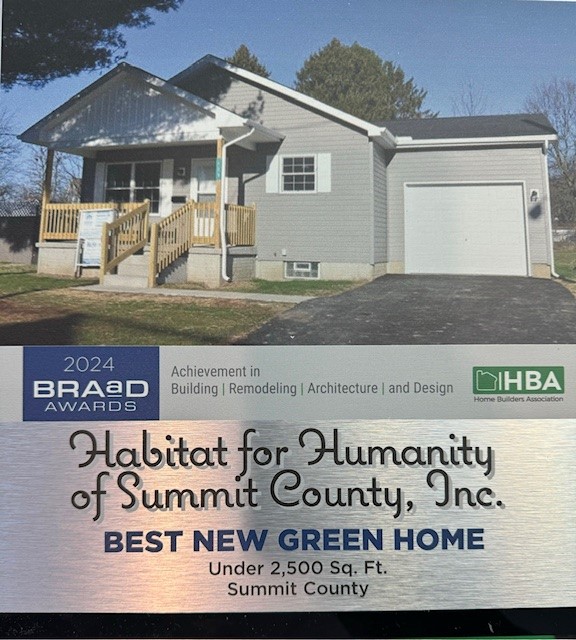 2024
BRAaD
AWARDS
Achievement in
Building | Remodeling | Architecture | and Design
HBA
Home Builders Association
Habitat for Humanity
of Summit County, Inc.
BEST NEW GREEN HOME
Under 2,500 Sq. Ft.
Summit County